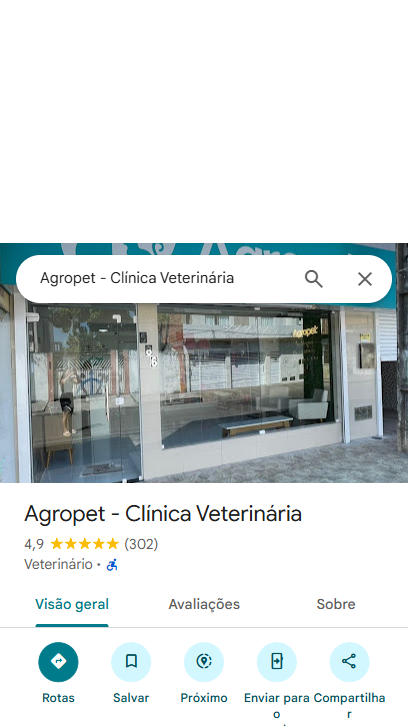 Agropet - Clínica Veterinária
Agropet
Agropet - Clínica Veterinária
4,9 (302)
Veterinário •
Visão geral Avaliações Sobre
Rotas Salvar Próximo Enviar para o Compartilhar